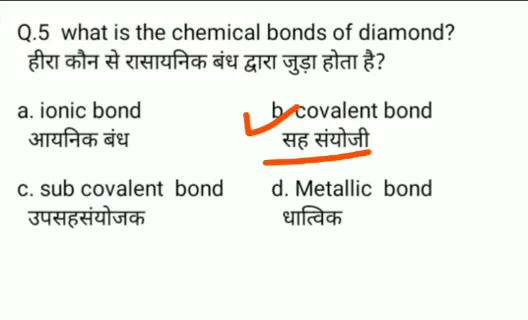 Q.5 what is the chemical bonds of diamond?
हीरा कौन से रासायनिक बंध द्वारा जुड़ा होता है?
a. ionic bond
आयनिक बंध
b. covalent bond
सह संयोजी
c. sub covalent bond
उपसहसंयोजक
d. Metallic bond
धात्विक